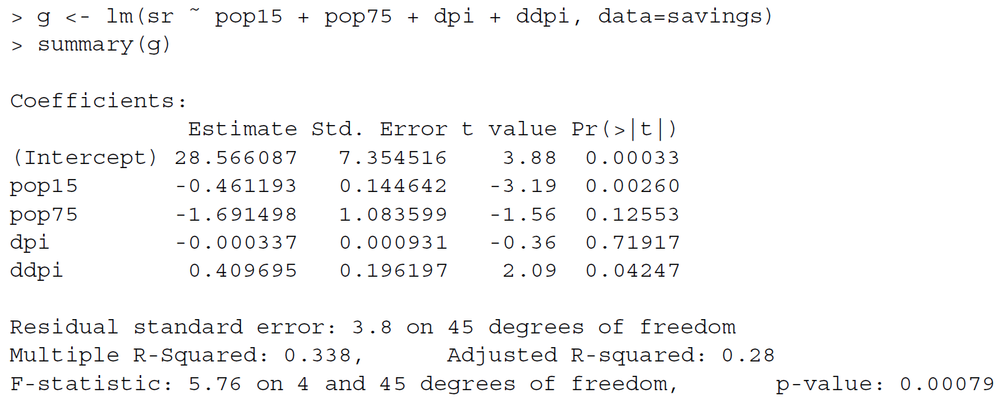 > g <- lm(sr ˜ pop15 + pop75 + dpi + ddpi, data=savings)
> summary(g)
Coefficients:
Estimate Std. Error t value Pr(>|t|)
(Intercept) 28.566087 7.354516 3.88 0.00033
pop15 -0.461193 0.144642 -3.19 0.00260
pop75 -1.691498 1.083599 -1.56 0.12553
dpi -0.000337 0.000931 -0.36 0.71917
ddpi 0.409695 0.196197 2.09 0.04247
Residual standard error: 3.8 on 45 degrees of freedom
Multiple R-Squared: 0.338, Adjusted R-squared: 0.28
F-statistic: 5.76 on 4 and 45 degrees of freedom, p-value: 0.00079